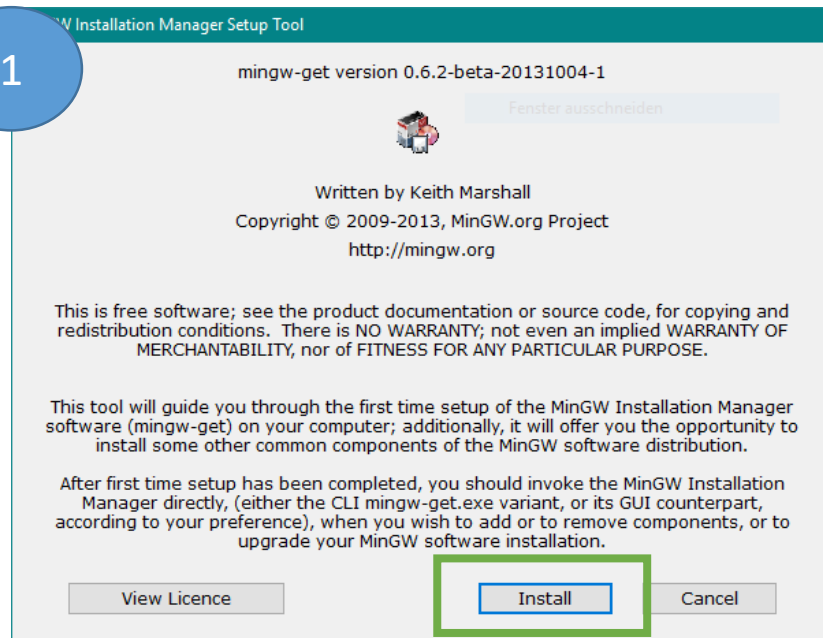 1
W Installation Manager Setup Tool
mingw-get version 0.6.2-beta-20131004-1
Fenster ausschneiden
Written by Keith Marshall
Copyright © 2009-2013, MinGW.org Project
http://mingw.org
This is free software; see the product documentation or source code, for copying and
redistribution conditions.  There is NO WARRANTY; not even an implied WARRANTY OF
MERCHANTABILITY, nor of FITNESS FOR ANY PARTICULAR PURPOSE.
This tool will guide you through the first time setup of the MinGW Installation Manager
software (mingw-get) on your computer; additionally, it will offer you the opportunity to
install some other common components of the MinGW software distribution.
After first time setup has been completed, you should invoke the MinGW Installation
Manager directly, (either the CLI mingw-get.exe variant, or its GUI counterpart,
according to your preference), when you wish to add or to remove components, or to
upgrade your MinGW software installation.
View Licence Install Cancel